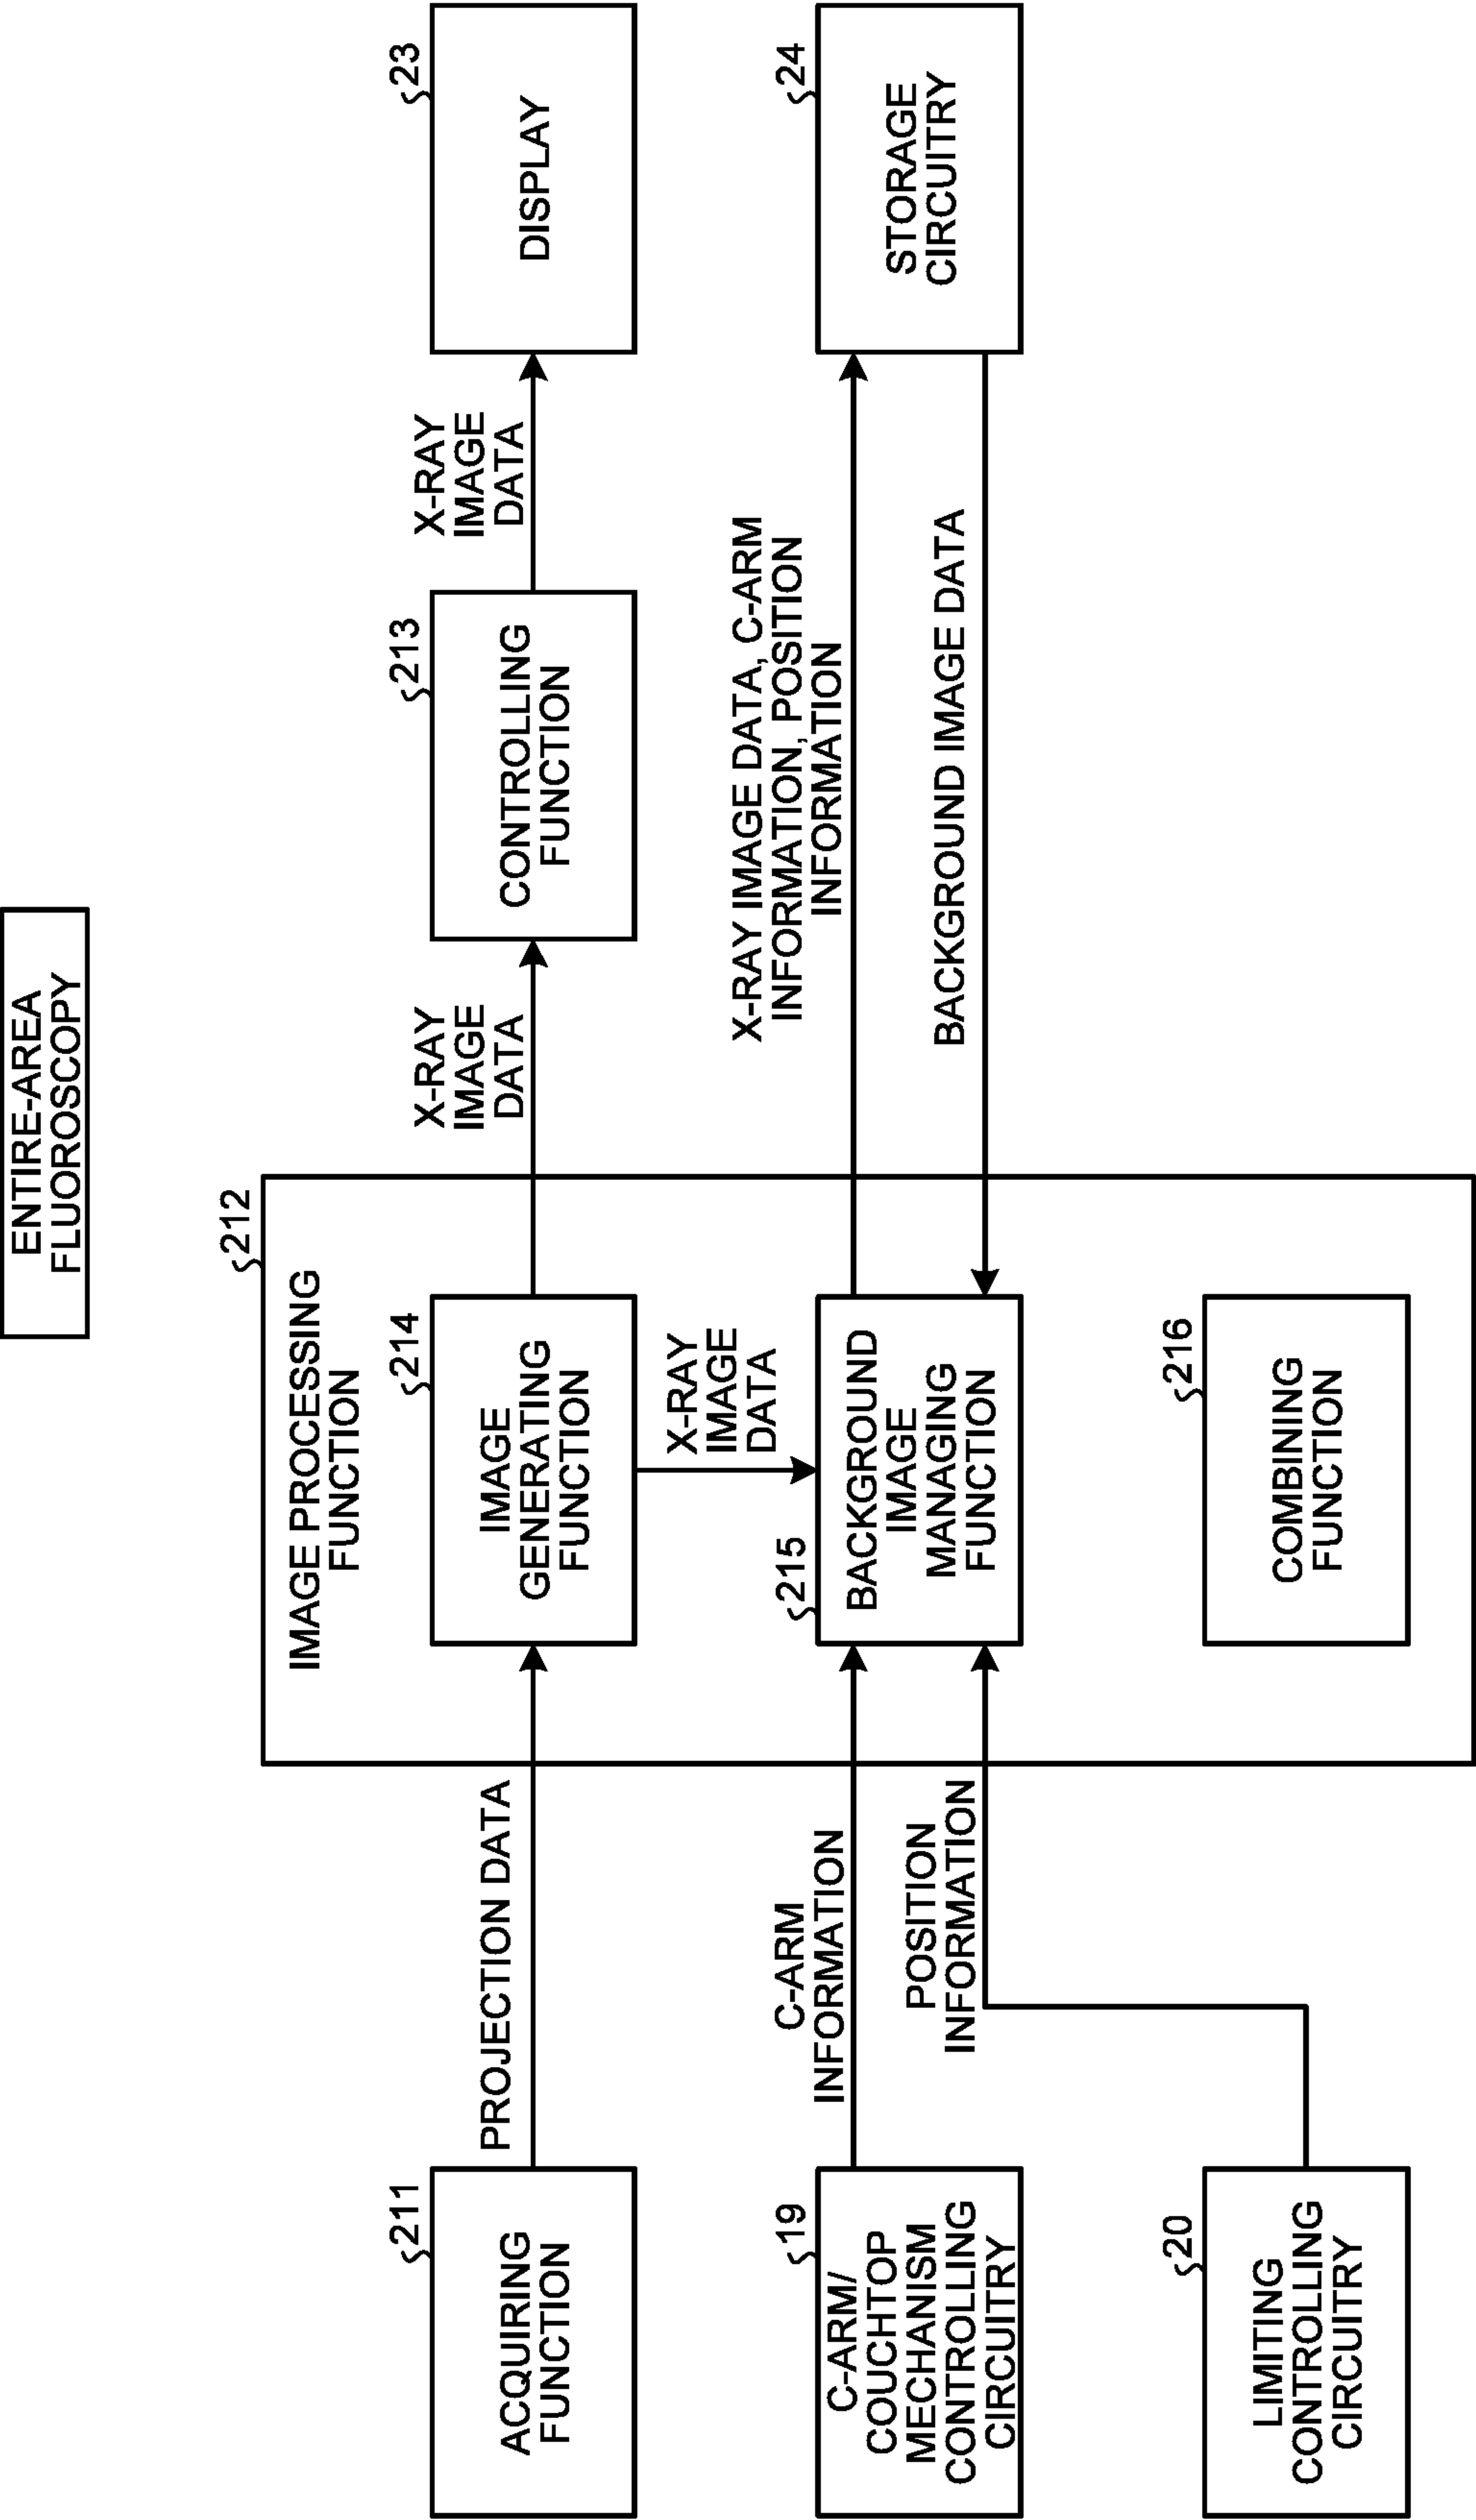 ENTIRE-AREA
FLUOROSCOPY
212
IMAGE PROCESSING
FUNCTION
211
ACQUIRING
FUNCTION
PROJECTION DATA
214
IMAGE
GENERATING
FUNCTION
X-RAY
IMAGE
DATA
213
CONTROLLING
FUNCTION
X-RAY
IMAGE
DATA
23
DISPLAY
X-RAY
IMAGE
DATA
19
C-ARM/
COUCHTOP
MECHANISM
CONTROLLING
CIRCUITRY
C-ARM
INFORMATION
POSITION
INFORMATION
215
BACKGROUND
IMAGE
MANAGING
FUNCTION
X-RAY IMAGE DATA, C-ARM
INFORMATION, POSITION
INFORMATION
BACKGROUND IMAGE DATA
24
STORAGE
CIRCUITRY
20
LIMITING
CONTROLLING
CIRCUITRY
216
COMBINING
FUNCTION